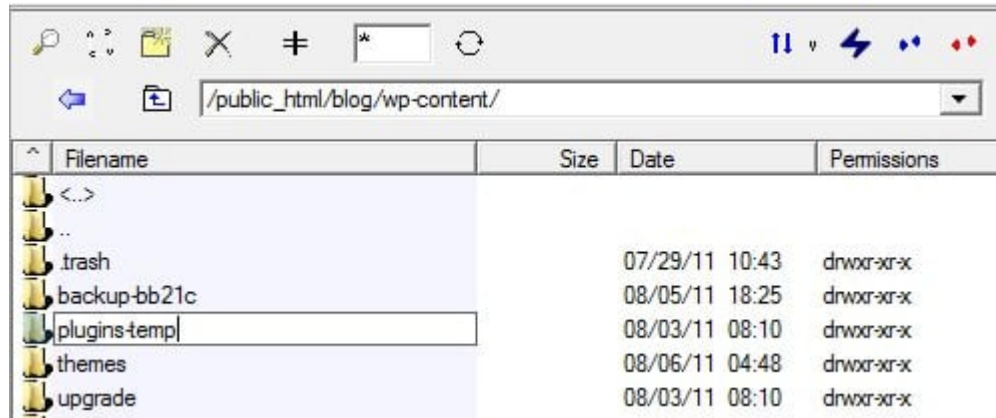 *
/public_html/blog/wp-content/
^ Filename Size Date Permissions
<..>
..
.trash 07/29/11 10:43 drwxr-xr-x
backup-bb21c 08/05/11 18:25 drwxr-xr-x
plugins-temp 08/03/11 08:10 drwxr-xr-x
themes 08/06/11 04:48 drwxr-xr-x
upgrade 08/03/11 08:10 drwxr-xr-x